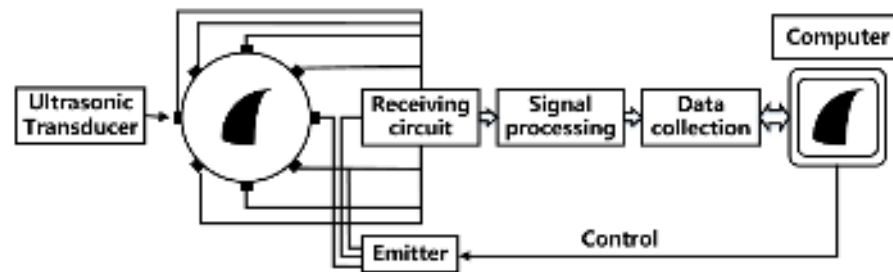 Computer
Ultrasonic
Transducer
Receiving
circuit
Signal
processing
Data
collection
Emitter
Control